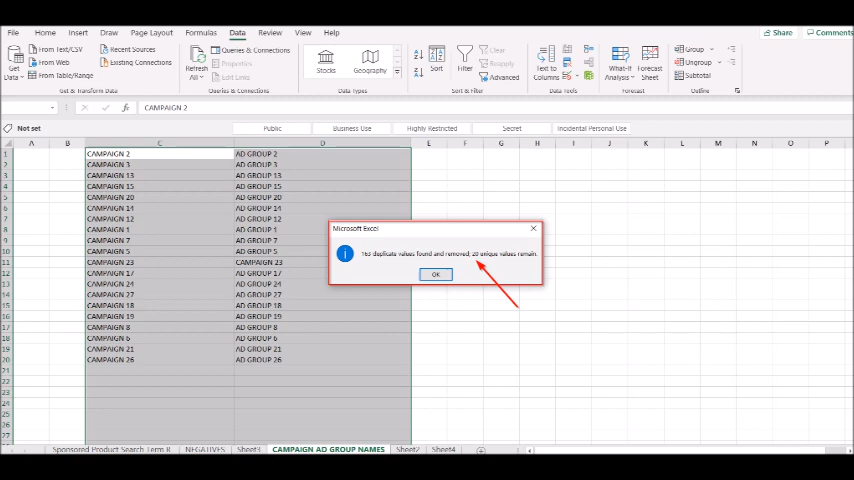 File Home Insert Draw Page Layout Formulas Data Review View Help Share Comments
Get Data From Text/CSV From Web From Table/Range Recent Sources Existing Connections
Refresh All Queries & Connections Properties Edit Links
Stocks Geography
Sort Filter Clear Reapply Advanced
Text to Columns What-If Analysis Forecast Sheet
Group Ungroup Subtotal
Get & Transform Data Queries & Connections Data Types Sort & Filter Data Tools Forecast Outline
fx CAMPAIGN 2
Not set Public Business Use Highly Restricted Secret Incidental Personal Use
A B C D E F G H I J K L M N O P
1 CAMPAIGN 2 AD GROUP 2
2 CAMPAIGN 3 AD GROUP 3
3 CAMPAIGN 13 AD GROUP 13
4 CAMPAIGN 15 AD GROUP 15
5 CAMPAIGN 20 AD GROUP 20
6 CAMPAIGN 14 AD GROUP 14
7 CAMPAIGN 12 AD GROUP 12
8 CAMPAIGN 1 AD GROUP 1
9 CAMPAIGN 7 AD GROUP 7
10 CAMPAIGN 5 AD GROUP 5
11 CAMPAIGN 23 CAMPAIGN 23
12 CAMPAIGN 17 AD GROUP 17
13 CAMPAIGN 24 AD GROUP 24
14 CAMPAIGN 27 AD GROUP 27
15 CAMPAIGN 18 AD GROUP 18
16 CAMPAIGN 19 AD GROUP 19
17 CAMPAIGN 8 AD GROUP 8
18 CAMPAIGN 6 AD GROUP 6
19 CAMPAIGN 21 AD GROUP 21
20 CAMPAIGN 26 AD GROUP 26
21
22
23
24
25
26
27
Microsoft Excel
163 deplicate values found and removed; 20 unique values remain.
OK
Sponsored Product Search Term R NEGATIVES Sheet3 CAMPAIGN AD GROUP NAMES Sheet2 Sheet4